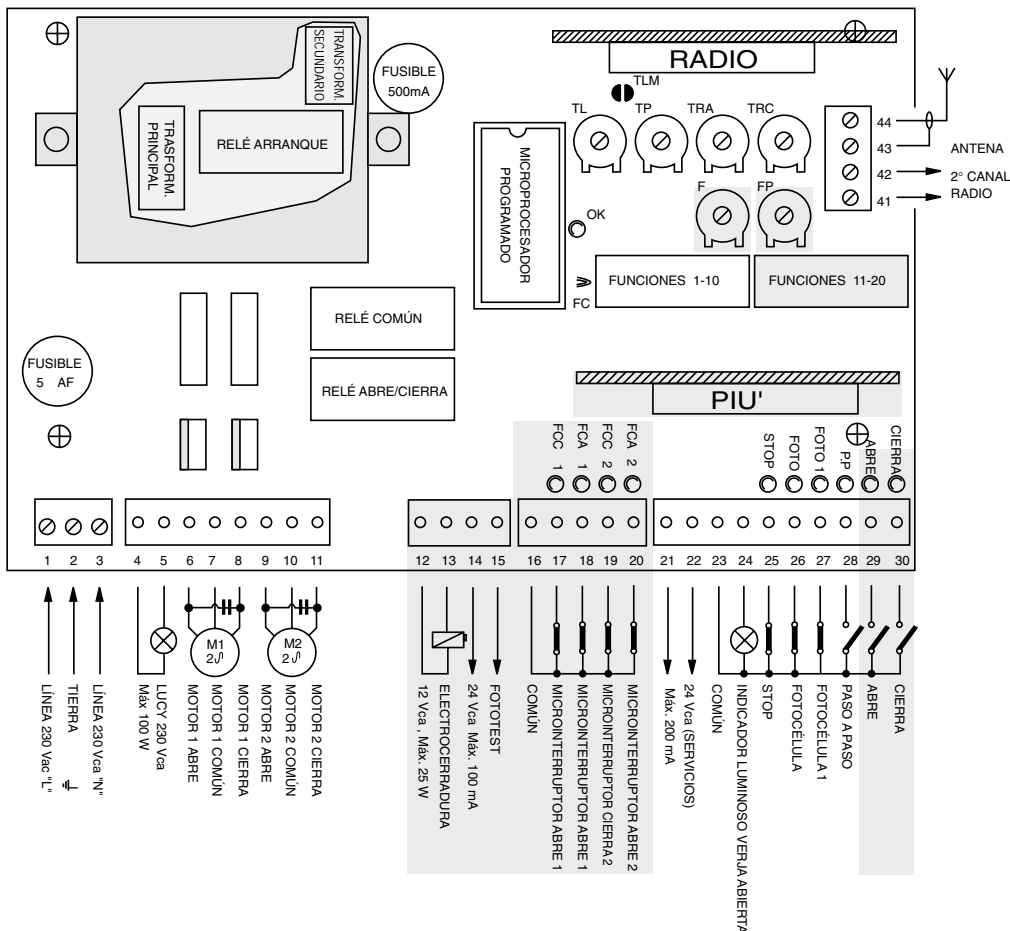 TRANSFORM.
SECUNDARIO
FUSIBLE
500mA
TRASFORM.
PRINCIPAL
RELÉ ARRANQUE
RADIO
TLM
TL
TP
TRA
TRC
44
43
42
41
ANTENA
2° CANAL
RADIO
MICROPROCESADOR
PROGRAMADO
OK
F
FP
FC
FUNCIONES 1-10
FUNCIONES 11-20
RELÉ COMÚN
RELÉ ABRE/CIERRA
FUSIBLE
5 AF
PIU'
FCC 1
FCA 1
FCC 2
FCA 2
STOP
FOTO
FOTO 1
P.P
ABRE
CIERRA
1 2 3 4 5 6 7 8 9 10 11 12 13 14 15 16 17 18 19 20 21 22 23 24 25 26 27 28 29 30
M1
2
M2
2
LÍNEA 230 Vac "L"
TIERRA
LÍNEA 230 Vca "N"
Máx 100 W
LUCY 230 Vca
MOTOR 1 ABRE
MOTOR 1 COMÚN
MOTOR 1 CIERRA
MOTOR 2 ABRE
MOTOR 2 COMÚN
MOTOR 2 CIERRA
12 Vca , Máx. 25 W
ELECTROCERRADURA
24 Vca Máx. 100 mA
FOTOTEST
COMÚN
MICROINTERRUPTOR ABRE 1
MICROINTERRUPTOR ABRE 1
MICROINTERRUPTOR CIERRA 2
MICROINTERRUPTOR ABRE 2
Máx. 200 mA
24 Vca (SERVICIOS)
COMÚN
INDICADOR LUMINOSO VERJA ABIERTA
STOP
FOTOCÉLULA
FOTOCÉLULA 1
PASO A PASO
ABRE
CIERRA